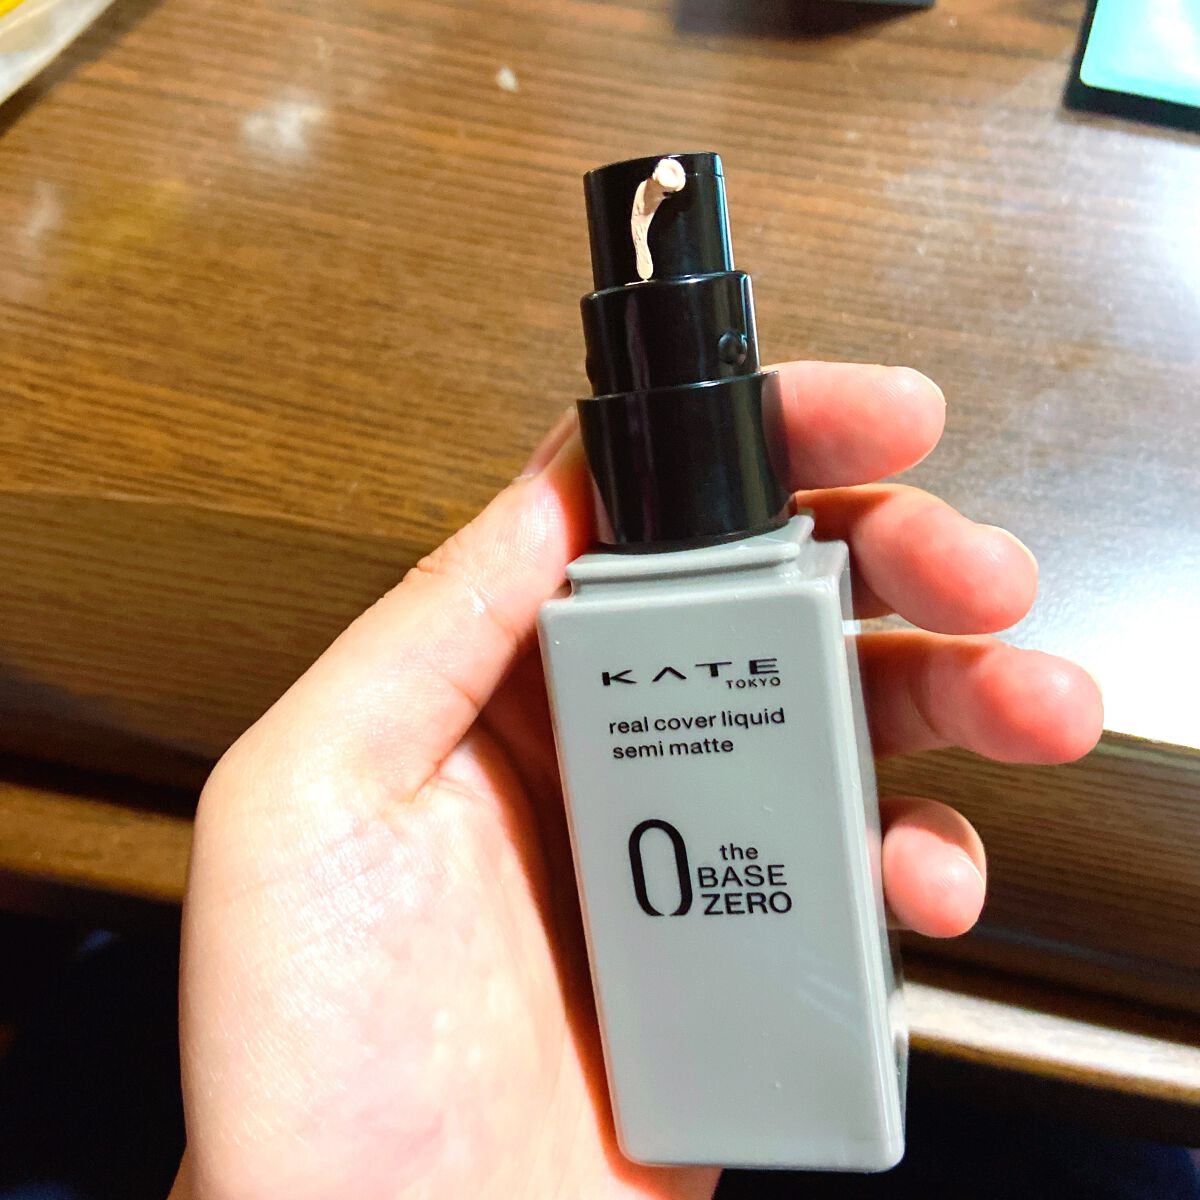 KATE
TOKYO
real cover liquid
semi matte
0 the
BASE
ZERO